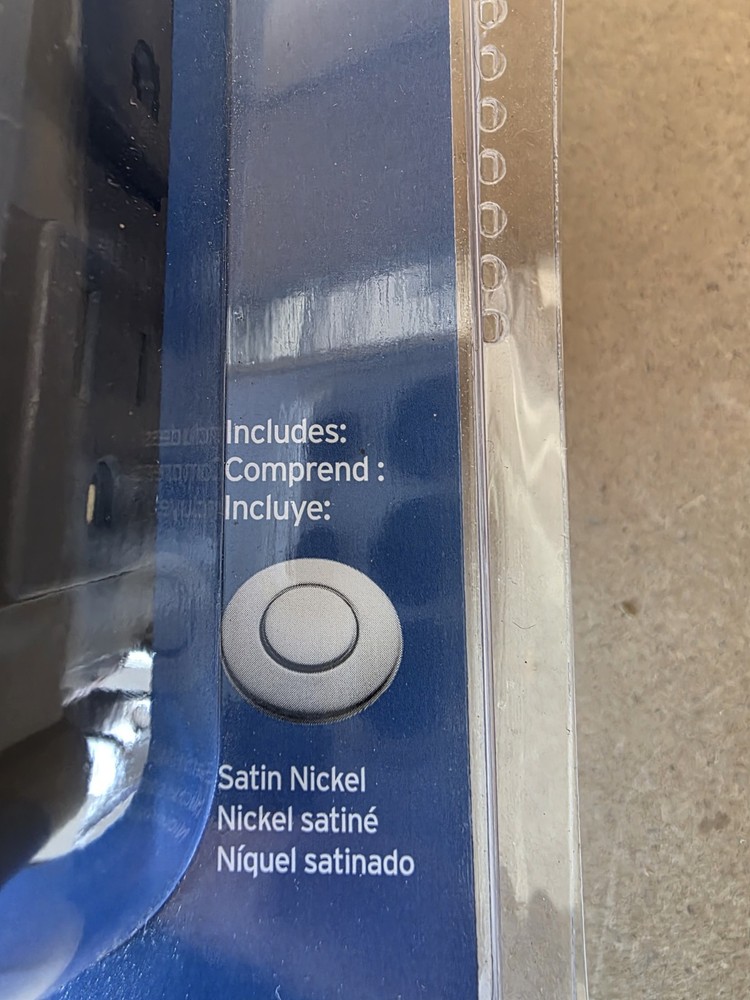 Includes:
Comprend :
Incluye:
Satin Nickel
Nickel satiné
Níquel satinado